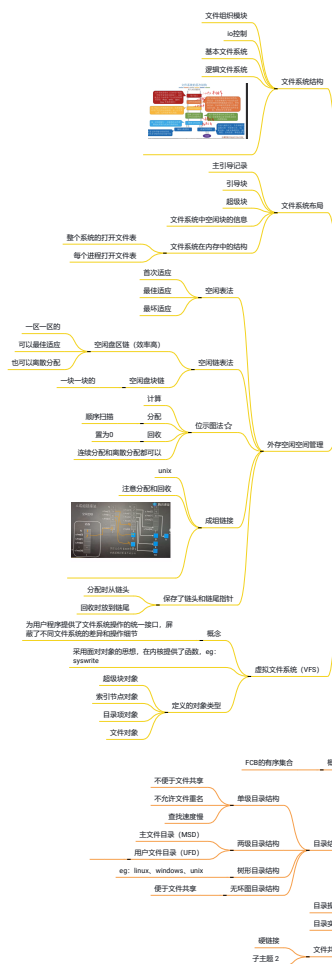 文件组织模块
io控制
基本文件系统
逻辑文件系统
文件系统结构
主引导记录
引导块
超级块
文件系统中空闲块的信息
文件系统布局
整个系统的打开文件表
每个进程打开文件表
文件系统在内存中的结构
首次适应
最佳适应
最坏适应
空闲表法
一区一区的
可以最佳适应
也可以离散分配
空闲盘区链（效率高）
一块一块的
空闲盘块链
空闲链表法
计算
顺序扫描
分配
置为0
回收
连续分配和离散分配都可以
位示图法☆
外存空闲空间管理
unix
注意分配和回收
成组链接
分配时从链头
回收时放到链尾
保存了链头和链尾指针
为用户程序提供了文件系统操作的统一接口，屏
蔽了不同文件系统的差异和操作细节
概念
采用面对对象的思想，在内核提供了函数，eg：
syswrite
虚拟文件系统（VFS）
超级块对象
索引节点对象
目录项对象
文件对象
定义的对象类型
FCB的有序集合
不便于文件共享
不允许文件重名
查找速度慢
单级目录结构
主文件目录（MSD）
用户文件目录（UFD）
两级目录结构
目录结
eg：linux、windows、unix
树形目录结构
便于文件共享
无环图目录结构
目录
目录实
硬链接
子主题 2
文件共